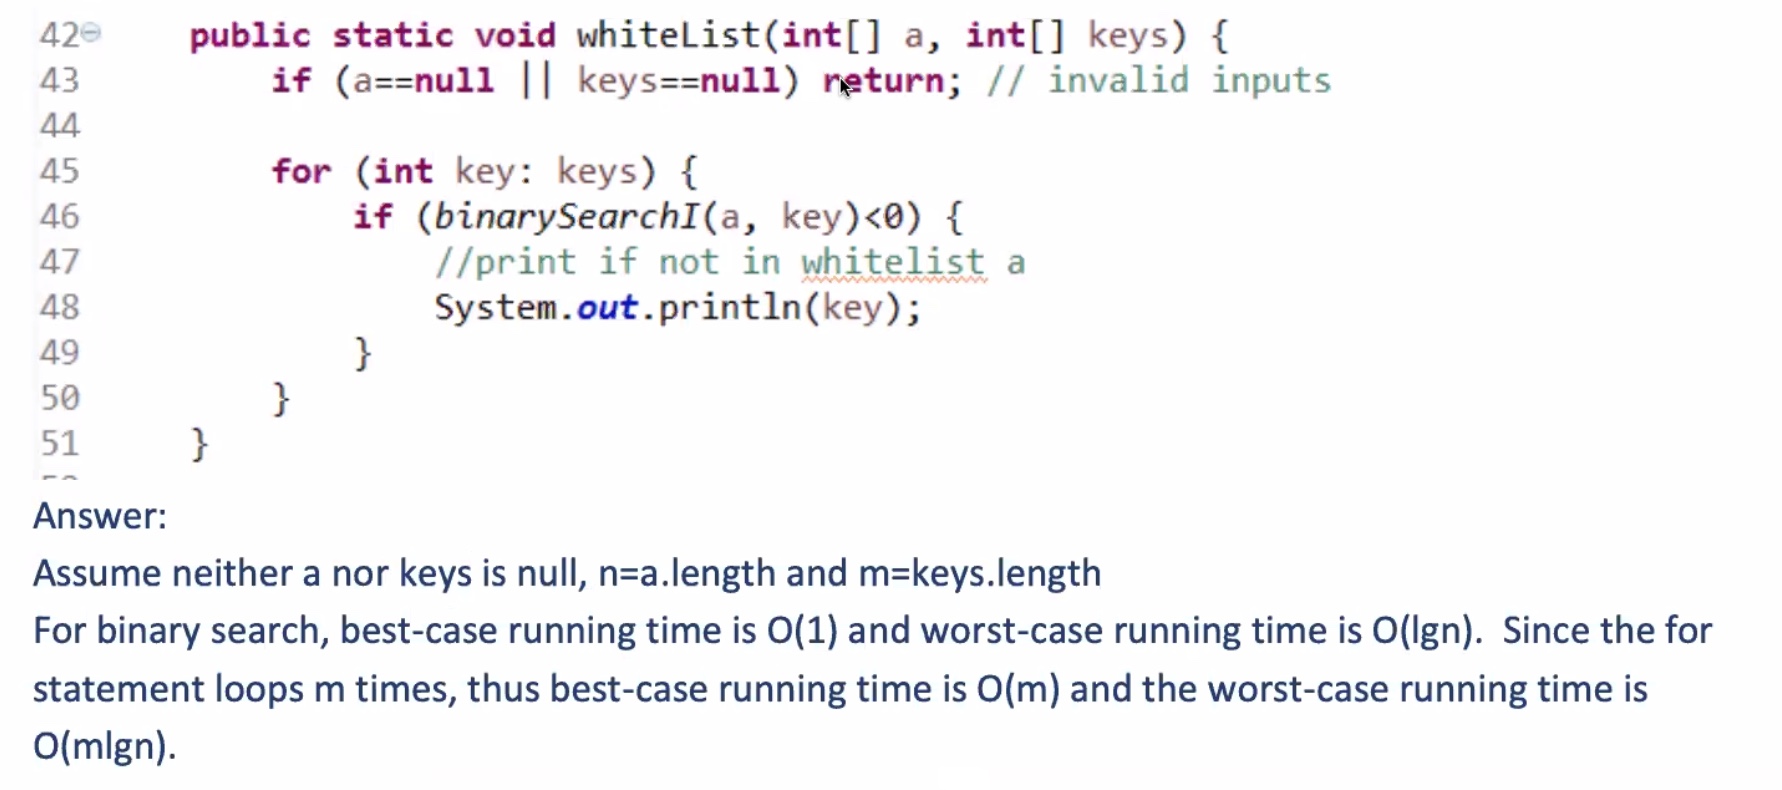 42    public static void whiteList(int[] a, int[] keys) {
43        if (a==null || keys==null) return; // invalid inputs
44
45        for (int key: keys) {
46            if (binarySearchI(a, key)<0) {
47                //print if not in whitelist a
48                System.out.println(key);
49            }
50        }
51    }
Answer:
Assume neither a nor keys is null, n=a.length and m=keys.length
For binary search, best-case running time is O(1) and worst-case running time is O(lgn).  Since the for
statement loops m times, thus best-case running time is O(m) and the worst-case running time is
O(mlgn).